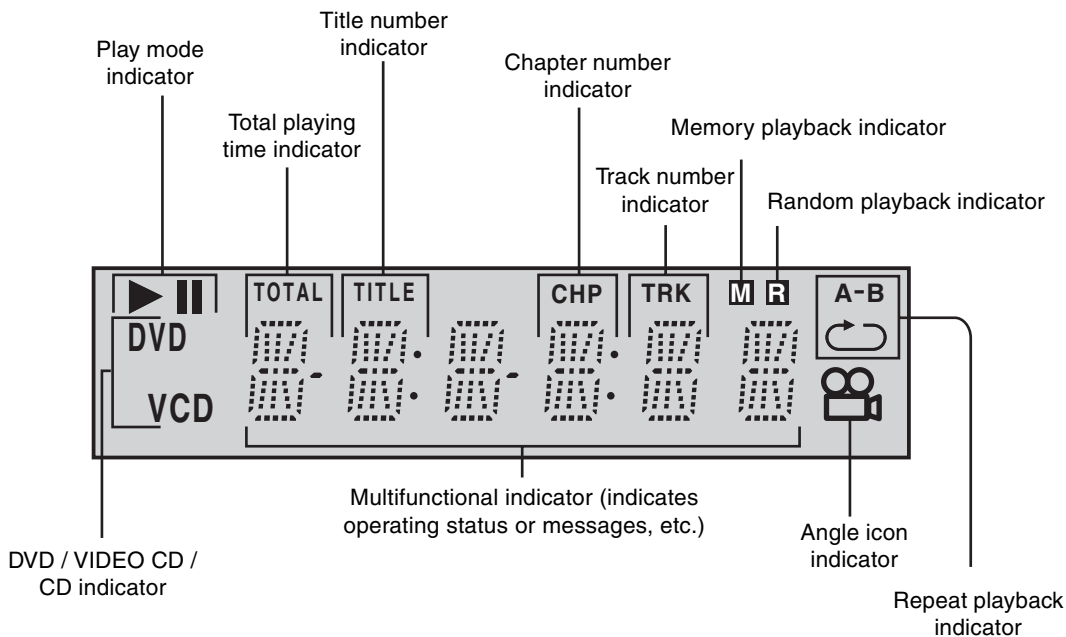 Title number
indicator
Play mode
indicator
Chapter number
indicator
Total playing
time indicator
Memory playback indicator
Track number
indicator
Random playback indicator
TOTAL TITLE CHP TRK M R A-B
DVD
VCD
Multifunctional indicator (indicates
operating status or messages, etc.)
Angle icon
indicator
DVD / VIDEO CD /
CD indicator
Repeat playback
indicator